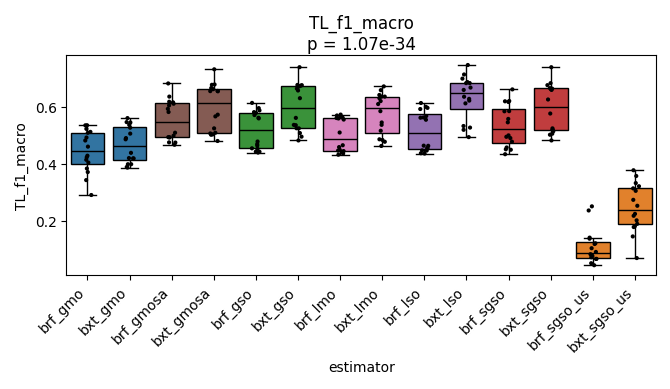 TL_f1_macro
p = 1.07e-34
TL_f1_macro
0.6
0.4
0.2
brf_gmo
bxt_gmo
brf_gmosa
bxt_gmosa
brf_gso
bxt_gso
brf_lmo
bxt_lmo
brf_lso
bxt_lso
brf_sgso
bxt_sgso
brf_sgso_us
bxt_sgso_us
estimator